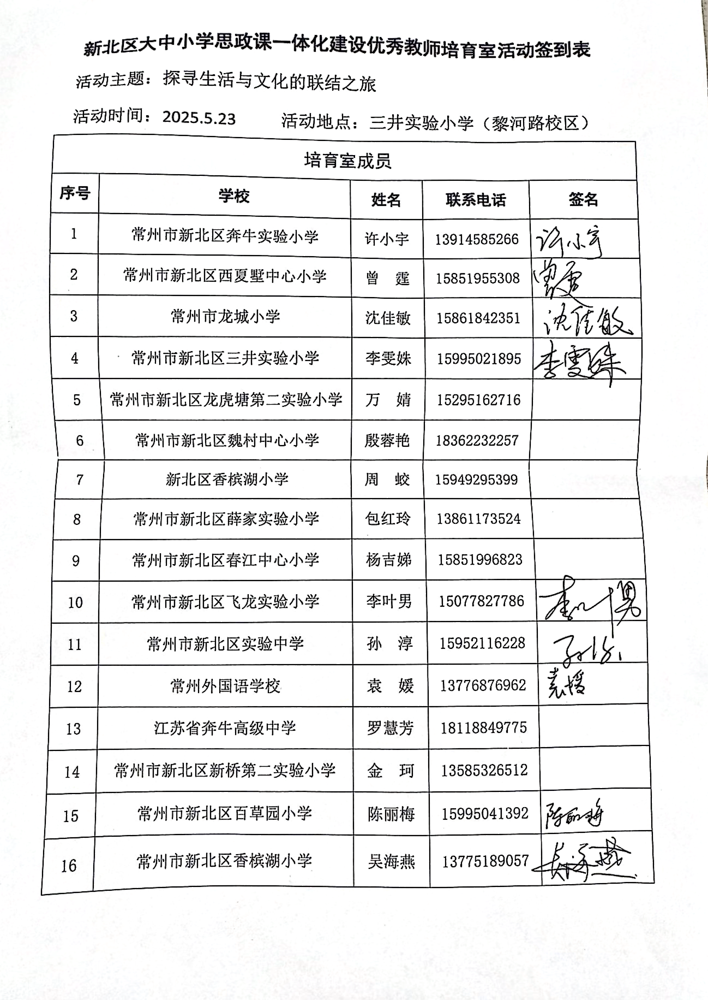 新北区大中小学思政课一体化建设优秀教师培育室活动签到表
活动主题：探寻生活与文化的联结之旅
活动时间：2025.5.23 活动地点：三井实验小学（黎河路校区）
培育室成员
序号 学校 姓名 联系电话 签名
1 常州市新北区奔牛实验小学 许小宇 13914585266 许小宇
2 常州市新北区西夏墅中心小学 曾 霆 15851955308 曾霆
3 常州市龙城小学 沈佳敏 15861842351 沈佳敏
4 常州市新北区三井实验小学 李雯姝 15995021895 李雯姝
5 常州市新北区龙虎塘第二实验小学 万 婧 15295162716
6 常州市新北区魏村中心小学 殷蓉艳 18362232257
7 新北区香槟湖小学 周 蛟 15949295399
8 常州市新北区薛家实验小学 包红玲 13861173524
9 常州市新北区春江中心小学 杨吉娣 15851996823
10 常州市新北区飞龙实验小学 李叶男 15077827786 李叶男
11 常州市新北区实验中学 孙 淳 15952116228 孙淳
12 常州外国语学校 袁 媛 13776876962 袁媛
13 江苏省奔牛高级中学 罗慧芳 18118849775
14 常州市新北区新桥第二实验小学 金 珂 13585326512
15 常州市新北区百草园小学 陈丽梅 15995041392 陈丽梅
16 常州市新北区香槟湖小学 吴海燕 13775189057 吴海燕